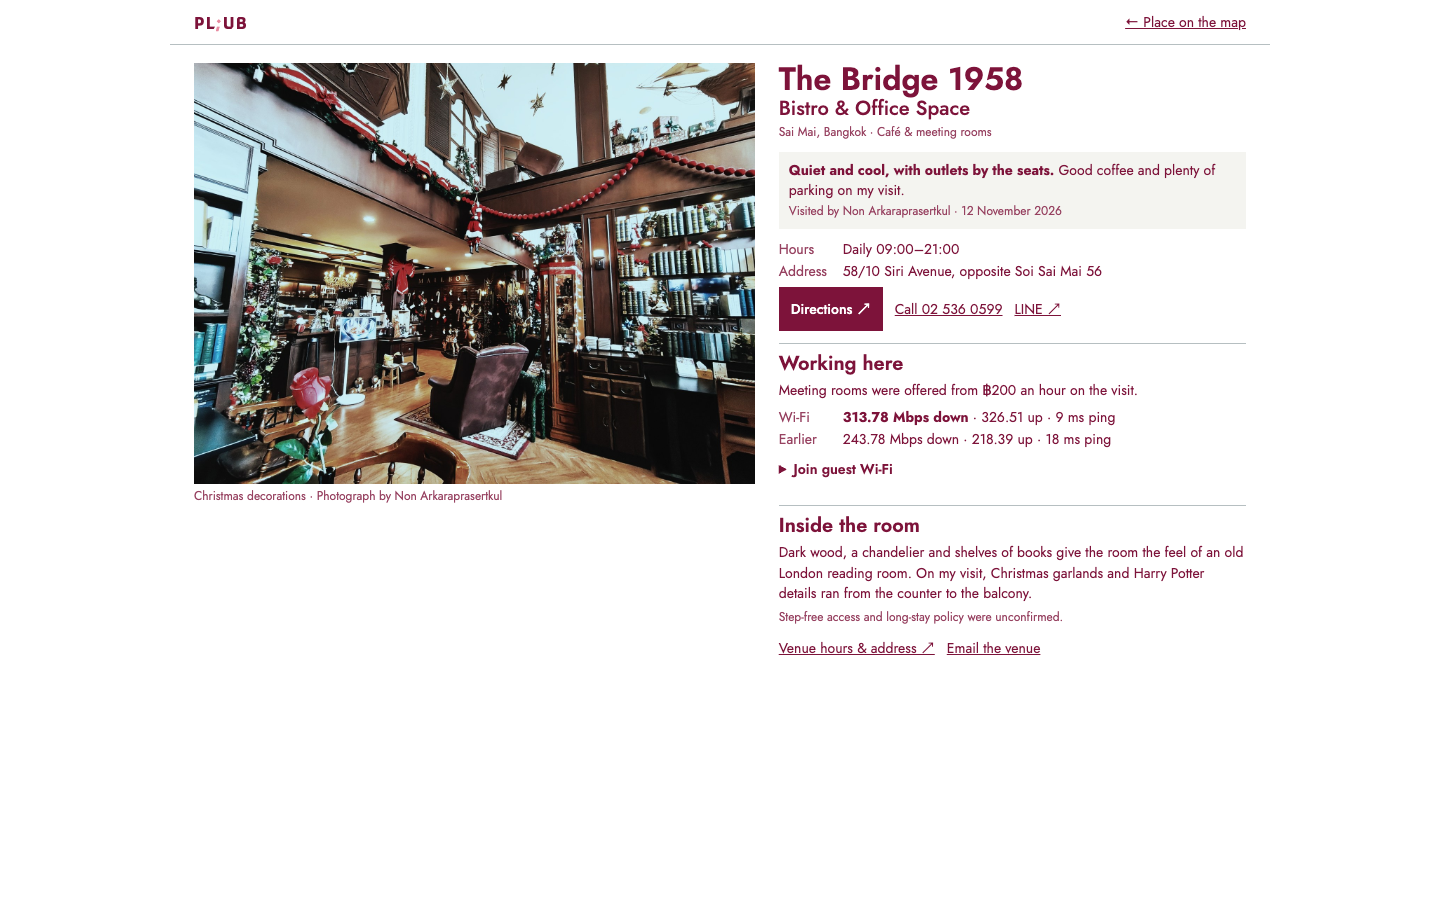 PL;UB
← Place on the map
The Bridge 1958
Bistro & Office Space
Sai Mai, Bangkok · Café & meeting rooms
Quiet and cool, with outlets by the seats. Good coffee and plenty of
parking on my visit.
Visited by Non Arkaraprasertkul · 12 November 2026
Hours Daily 09:00–21:00
Address 58/10 Siri Avenue, opposite Soi Sai Mai 56
Directions ↗ Call 02 536 0599 LINE ↗
Working here
Meeting rooms were offered from ฿200 an hour on the visit.
Wi-Fi 313.78 Mbps down · 326.51 up · 9 ms ping
Earlier 243.78 Mbps down · 218.39 up · 18 ms ping
▶ Join guest Wi-Fi
Inside the room
Dark wood, a chandelier and shelves of books give the room the feel of an old
London reading room. On my visit, Christmas garlands and Harry Potter
details ran from the counter to the balcony.
Step-free access and long-stay policy were unconfirmed.
Venue hours & address ↗ Email the venue
Christmas decorations · Photograph by Non Arkaraprasertkul